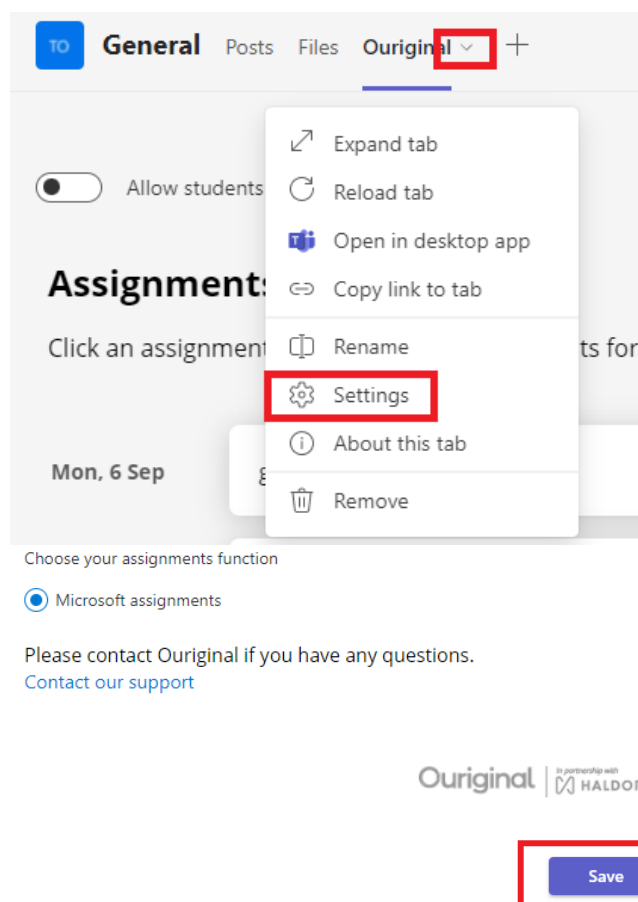 TO General Posts Files Ouriginal
Expand tab
Allow students Reload tab
Open in desktop app
Assignments Copy link to tab
Click an assignment Rename ts for
Settings
About this tab
Mon, 6 Sep g
Remove
Choose your assignments function
Microsoft assignments
Please contact Ouriginal if you have any questions.
Contact our support
Ouriginal In partnership with
HALDOR
Save